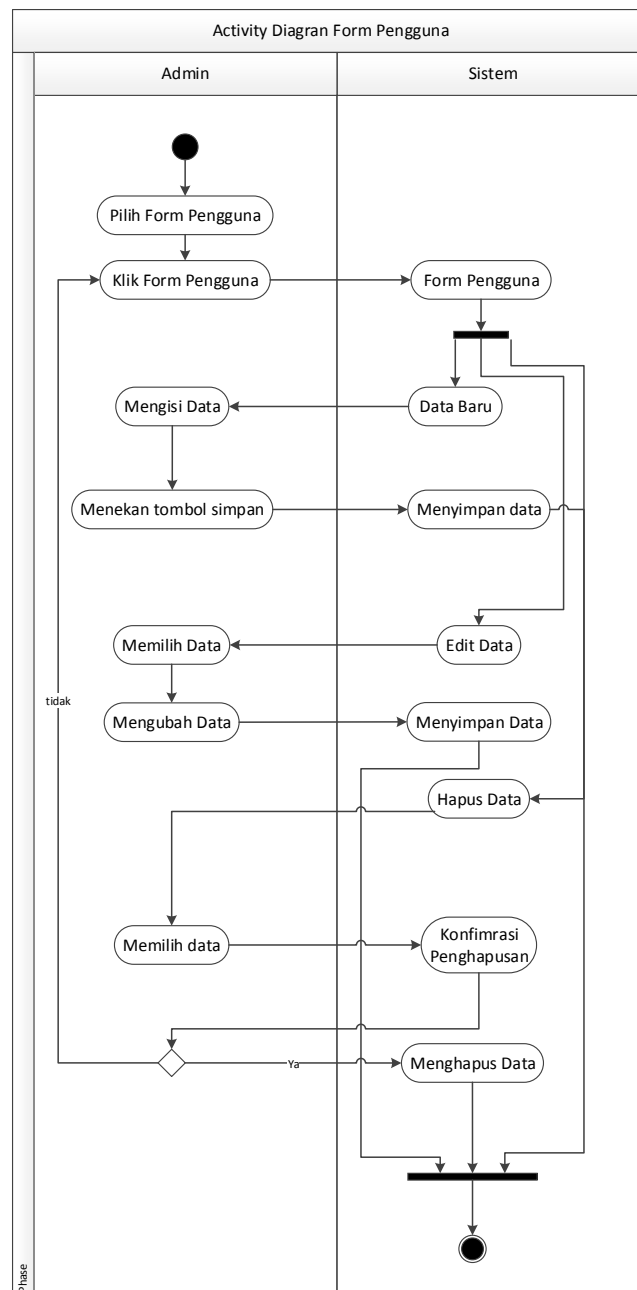 Activity Diagran Form Pengguna
Admin
Sistem
Pilih Form Pengguna
Klik Form Pengguna
Form Pengguna
Mengisi Data
Data Baru
Menekan tombol simpan
Menyimpan data
Memilih Data
Edit Data
tidak
Mengubah Data
Menyimpan Data
Hapus Data
Memilih data
Konfimrasi
Penghapusan
Ya
Menghapus Data
Phase